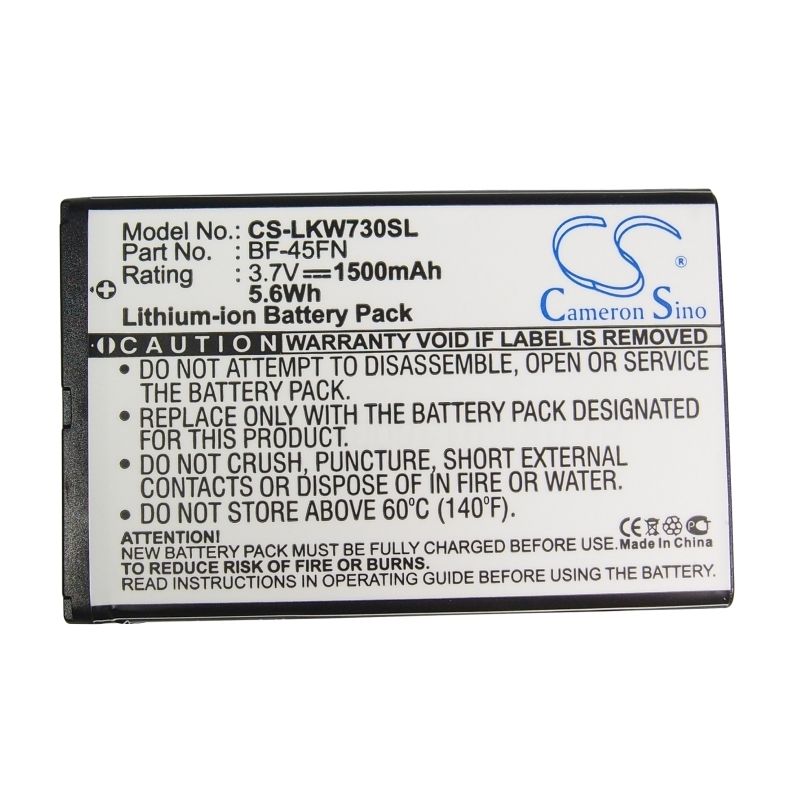 Model No.: CS-LKW730SL
Part No. : BF-45FN
Rating : 3.7V 1500mAh
5.6Wh
Lithium-ion Battery Pack
CS
®
Cameron Sino
CAUTION WARRANTY VOID IF LABEL IS REMOVED
• DO NOT ATTEMPT TO DISASSEMBLE, OPEN OR SERVICE
THE BATTERY PACK.
• REPLACE ONLY WITH THE BATTERY PACK DESIGNATED
FOR THIS PRODUCT.
• DO NOT CRUSH, PUNCTURE, SHORT EXTERNAL
CONTACTS OR DISPOSE IN FIRE OR WATER.
• DO NOT STORE ABOVE 60°C (140°F).
ATTENTION:
NEW BATTERY PACK MUST BE FULLY CHARGED BEFORE USE.
TO REDUCE RISK OF FIRE OR BURNS.
READ INSTRUCTIONS IN OPERATING GUIDE BEFORE USING THE BATTERY.
CE
Made In China